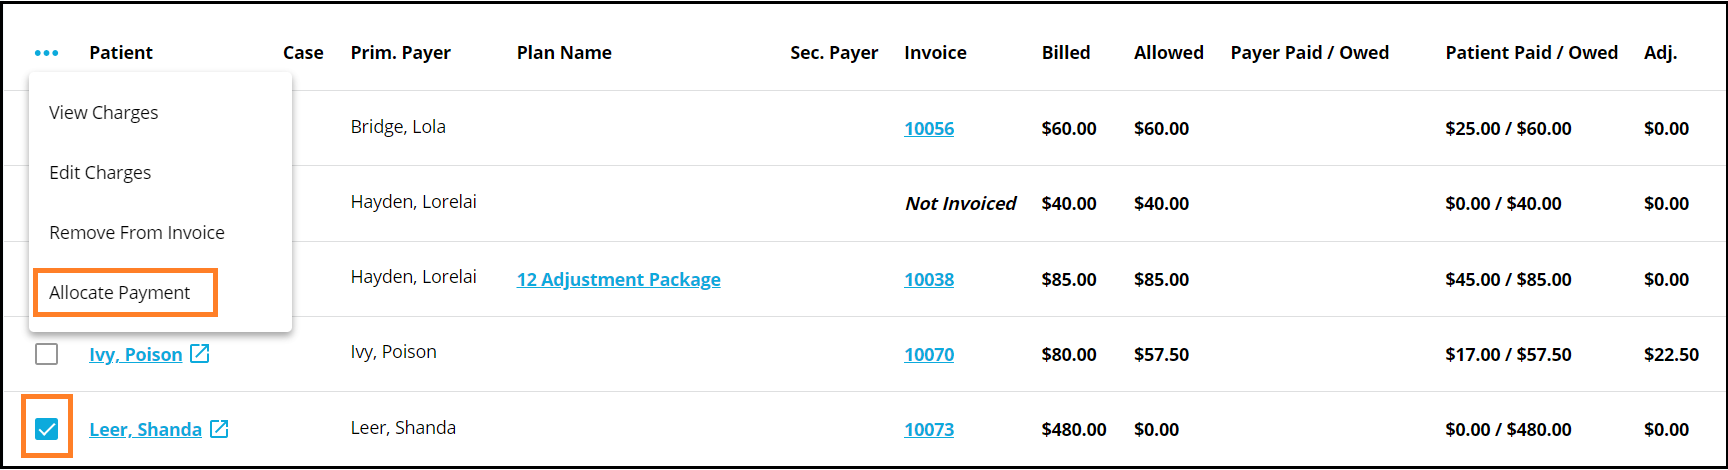 ••• Patient Case Prim. Payer Plan Name Sec. Payer Invoice Billed Allowed Payer Paid / Owed Patient Paid / Owed Adj.
View Charges
Bridge, Lola 10056 $60.00 $60.00 $25.00 / $60.00 $0.00
Edit Charges
Hayden, Lorelai Not Invoiced $40.00 $40.00 $0.00 / $40.00 $0.00
Remove From Invoice
Hayden, Lorelai 12 Adjustment Package 10038 $85.00 $85.00 $45.00 / $85.00 $0.00
Allocate Payment
Ivy, Poison Ivy, Poison 10070 $80.00 $57.50 $17.00 / $57.50 $22.50
Leer, Shanda Leer, Shanda 10073 $480.00 $0.00 $0.00 / $480.00 $0.00